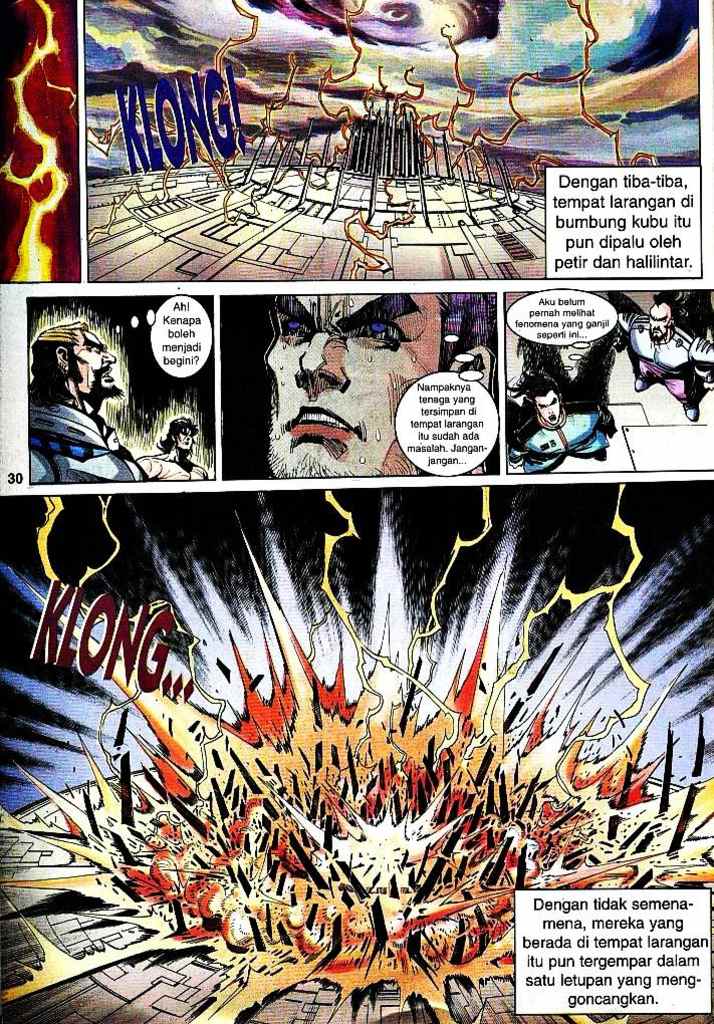 KLONG!
Dengan tiba-tiba,
tempat larangan di
bumbung kubu itu
pun dipalu oleh
petir dan halilintar.
Ah!
Kenapa
boleh
menjadi
begini?
Nampaknya
tenaga yang
tersimpan di
tempat larangan
itu sudah ada
masalah. Jangan-
jangan...
Aku belum
pernah melihat
fenomena yang ganjil
seperti ini...
30
KLONG...
Dengan tidak semena-
mena, mereka yang
berada di tempat larangan
itu pun tergempar dalam
satu letupan yang meng-
goncangkan.